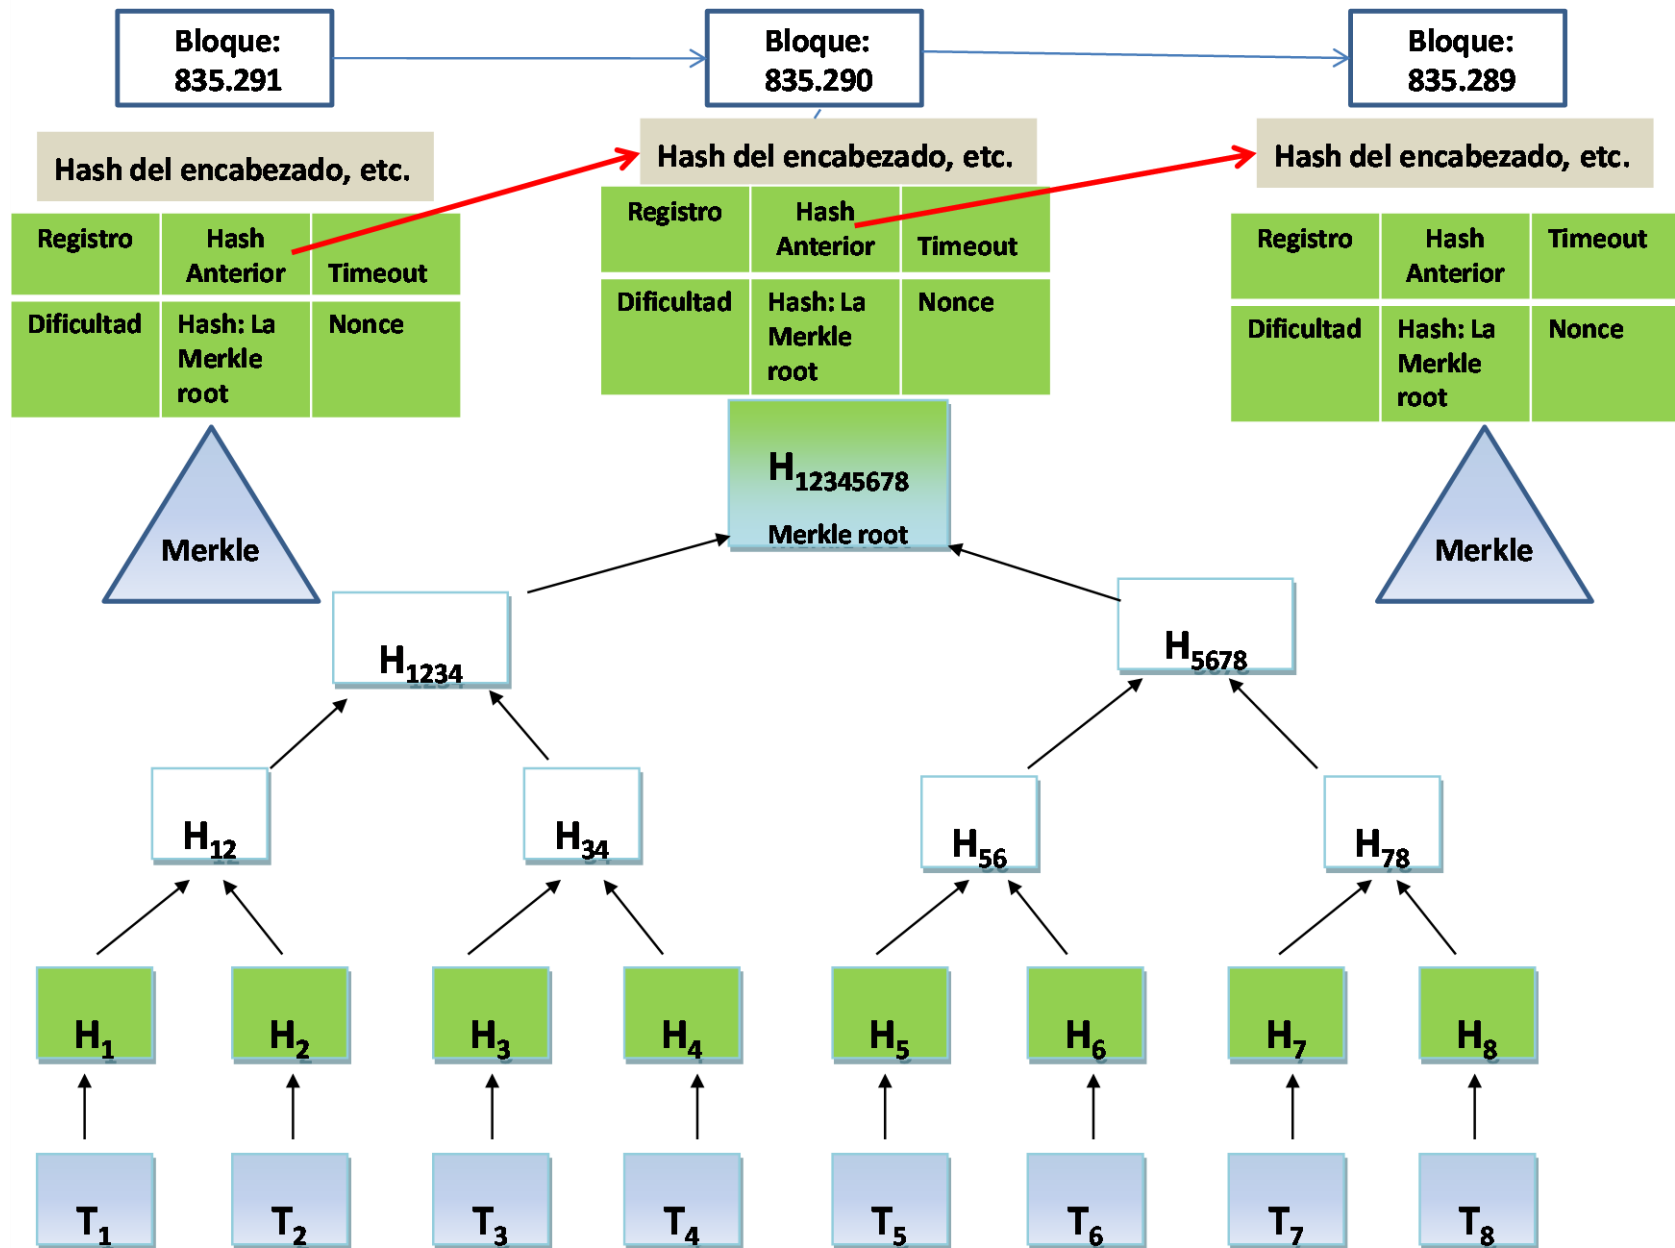 Bloque:
835.291
Bloque:
835.290
Bloque:
835.289
Hash del encabezado, etc.
Hash del encabezado, etc.
Hash del encabezado, etc.
Registro
Hash
Anterior
Timeout
Dificultad
Hash: La
Merkle
root
Nonce
Registro
Hash
Anterior
Timeout
Dificultad
Hash: La
Merkle
root
Nonce
Registro
Hash
Anterior
Timeout
Dificultad
Hash: La
Merkle
root
Nonce
Merkle
H12345678
Merkle root
Merkle
H1234
H5678
H12
H34
H56
H78
H1
H2
H3
H4
H5
H6
H7
H8
T1
T2
T3
T4
T5
T6
T7
T8